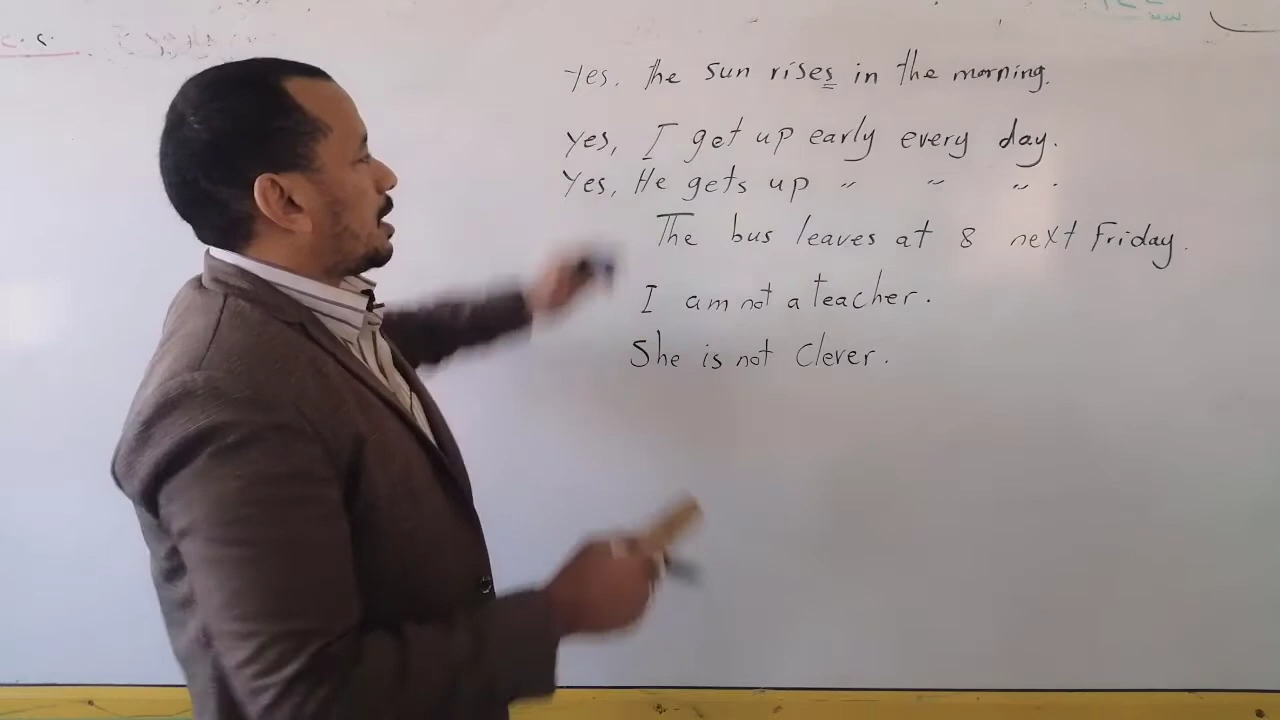 yes, the sun rises in the morning.
yes, I get up early every day.
Yes, He gets up " " " .
The bus leaves at 8 next Friday.
I am not a teacher.
She is not Clever.